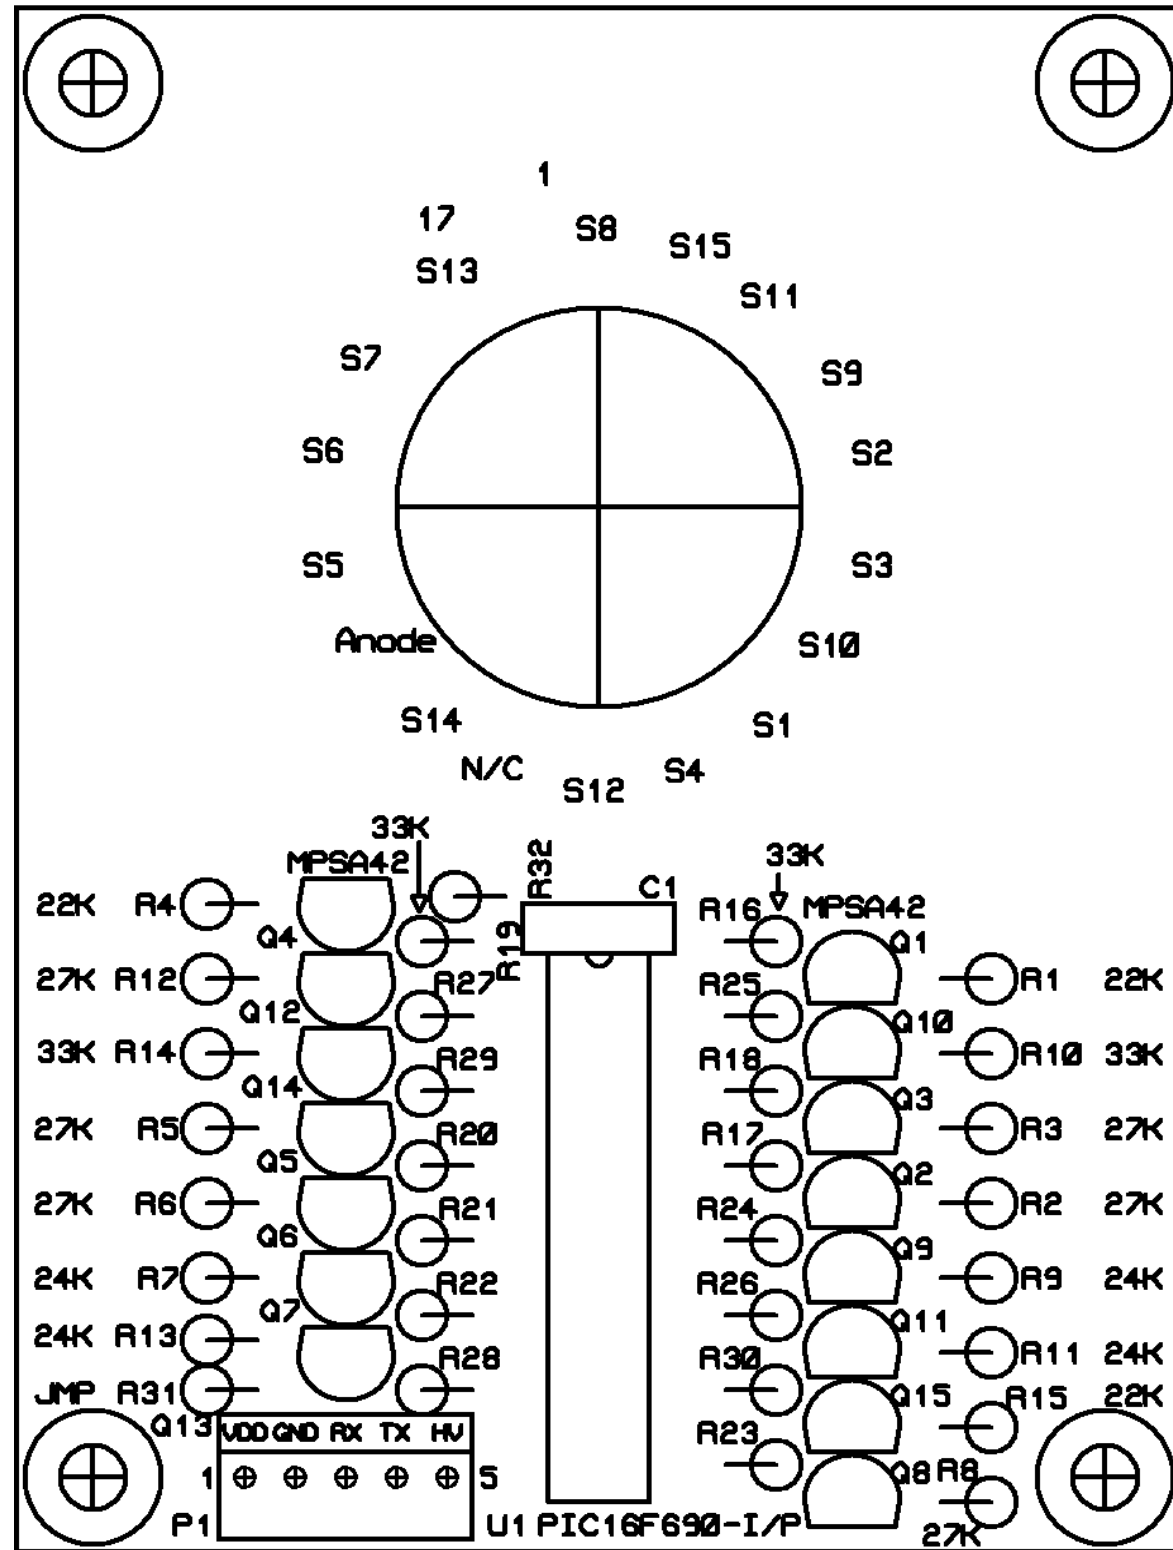 1
17
S8
S15
S13
S11
S7
S9
S6
S2
S5
S3
Anode
S10
S14
S1
N/C
S4
S12
33K
MPSA42
R32
C1
33K
22K R4
Q4
R19
R16
MPSA42
Q1
27K R12
Q12
R27
R25
R1 22K
Q10
33K R14
Q14
R29
R18
R10 33K
Q3
27K R5
Q5
R20
R17
R3 27K
Q2
27K R6
Q6
R21
R24
R2 27K
Q9
24K R7
Q7
R22
R26
R9 24K
Q11
24K R13
R28
R30
R11 24K
JMP R31
Q13
Q15
R15
22K
VDD GND RX TX HV
R23
1
5
Q8
R8
P1
U1 PIC16F690-I/P
27K